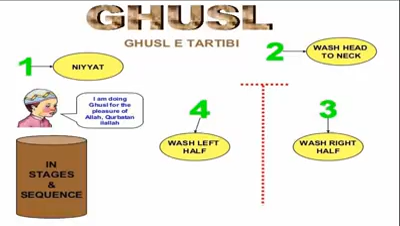 GHUSL
GHUSL E TARTIBI
1
NIYYAT
2
WASH HEAD
TO NECK
I am doing
Ghusl for the
pleasure of
Allah, Qurbatan
ilallah
4
WASH LEFT
HALF
3
WASH RIGHT
HALF
IN
STAGES
&
SEQUENCE